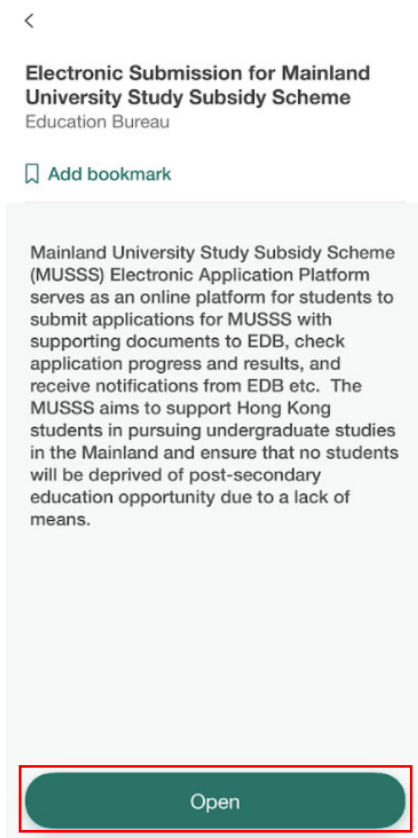 Electronic Submission for Mainland
University Study Subsidy Scheme
Education Bureau
Add bookmark
Mainland University Study Subsidy Scheme
(MUSSS) Electronic Application Platform
serves as an online platform for students to
submit applications for MUSSS with
supporting documents to EDB, check
application progress and results, and
receive notifications from EDB etc.  The
MUSSS aims to support Hong Kong
students in pursuing undergraduate studies
in the Mainland and ensure that no students
will be deprived of post-secondary
education opportunity due to a lack of
means.
Open